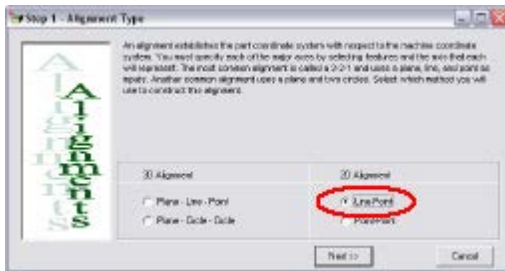 Step 1 - Alignment Type
An alignment establishes the part coordinate system with respect to the machine coordinate
system. You must specify each of the major axes by selecting features and the axis that each
will represent. The most common alignment is called a 3-2-1 and uses a plane, line, and point as
inputs. Another common alignment uses a plane and two circles. Select which method you will
use to construct the alignment.
Alignments
3D Alignment
2D Alignment
Plane - Line - Point
Line-Point
Plane - Circle - Circle
Point-Point
Next >>
Cancel